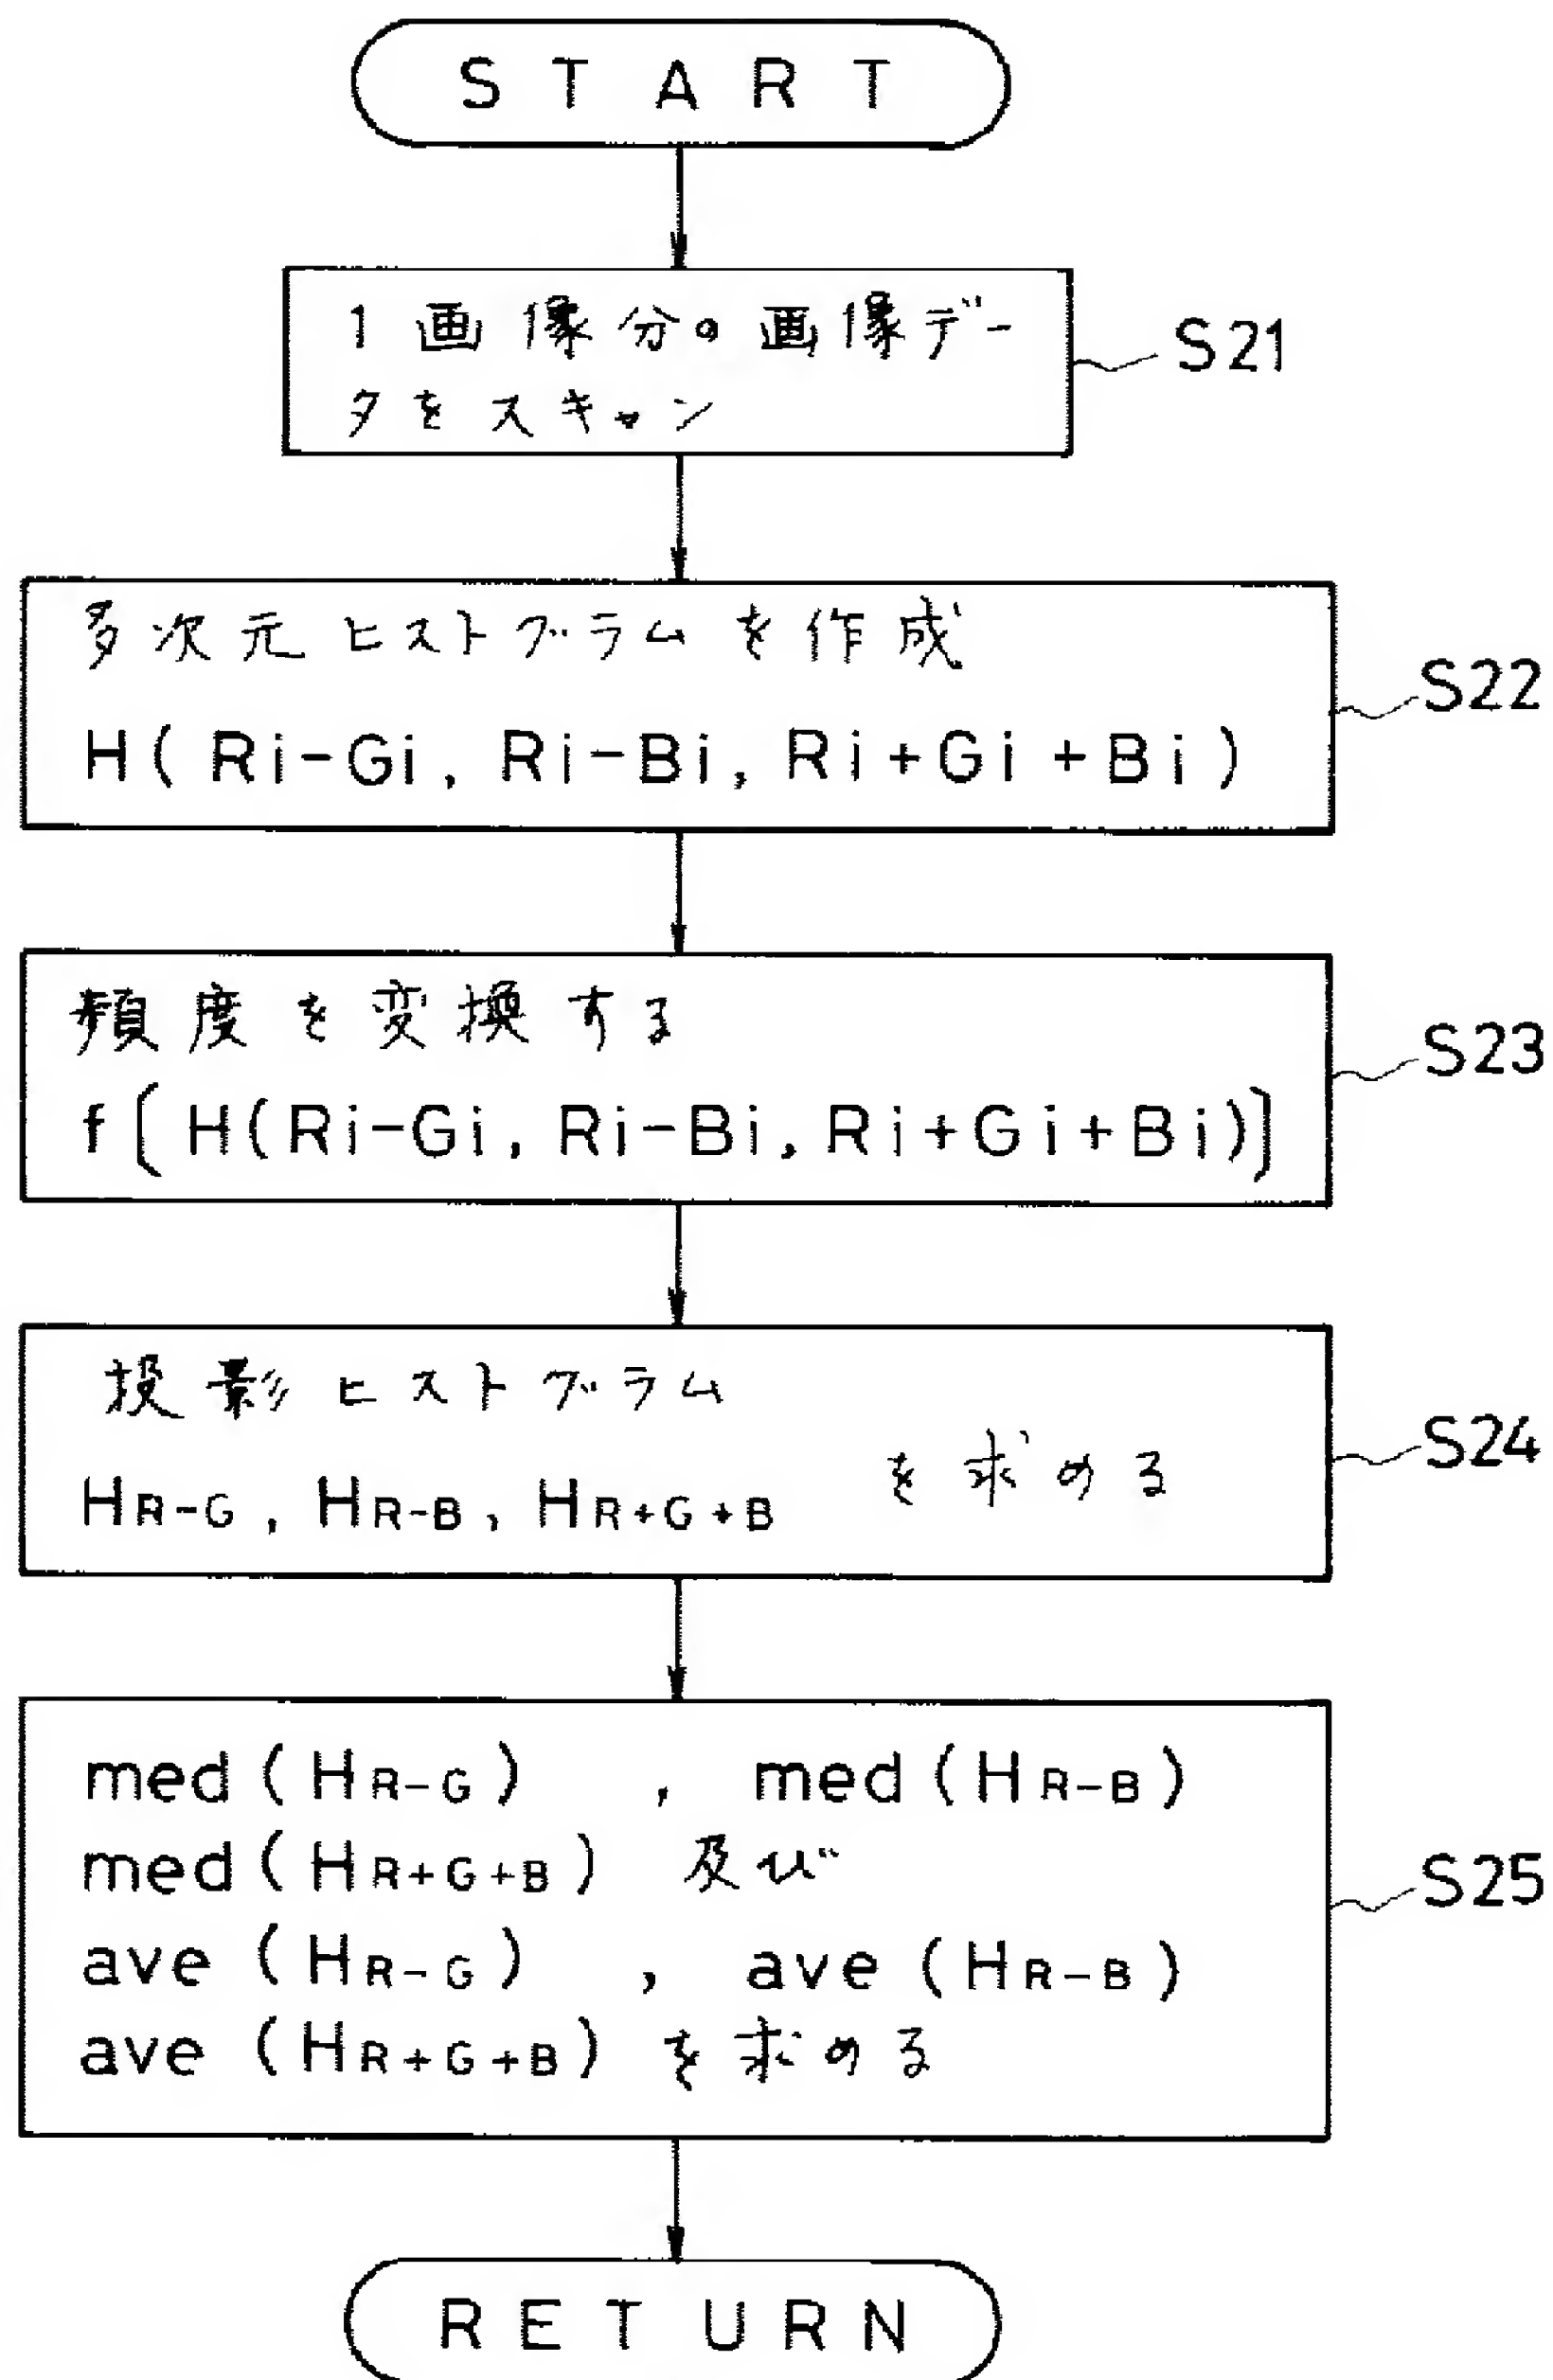 START
1画像分の画像デー
タをスキャン
S21
多次元ヒストグラムを作成
H(Ri-Gi, Ri-Bi, Ri+Gi+Bi)
S22
頻度を変換する
f[H(Ri-Gi, Ri-Bi, Ri+Gi+Bi)]
S23
投影ヒストグラム
HR-G, HR-B, HR+G+B を求める
S24
med(HR-G) , med(HR-B)
med(HR+G+B) 及び
ave(HR-G) , ave(HR-B)
ave(HR+G+B)を求める
S25
RETURN